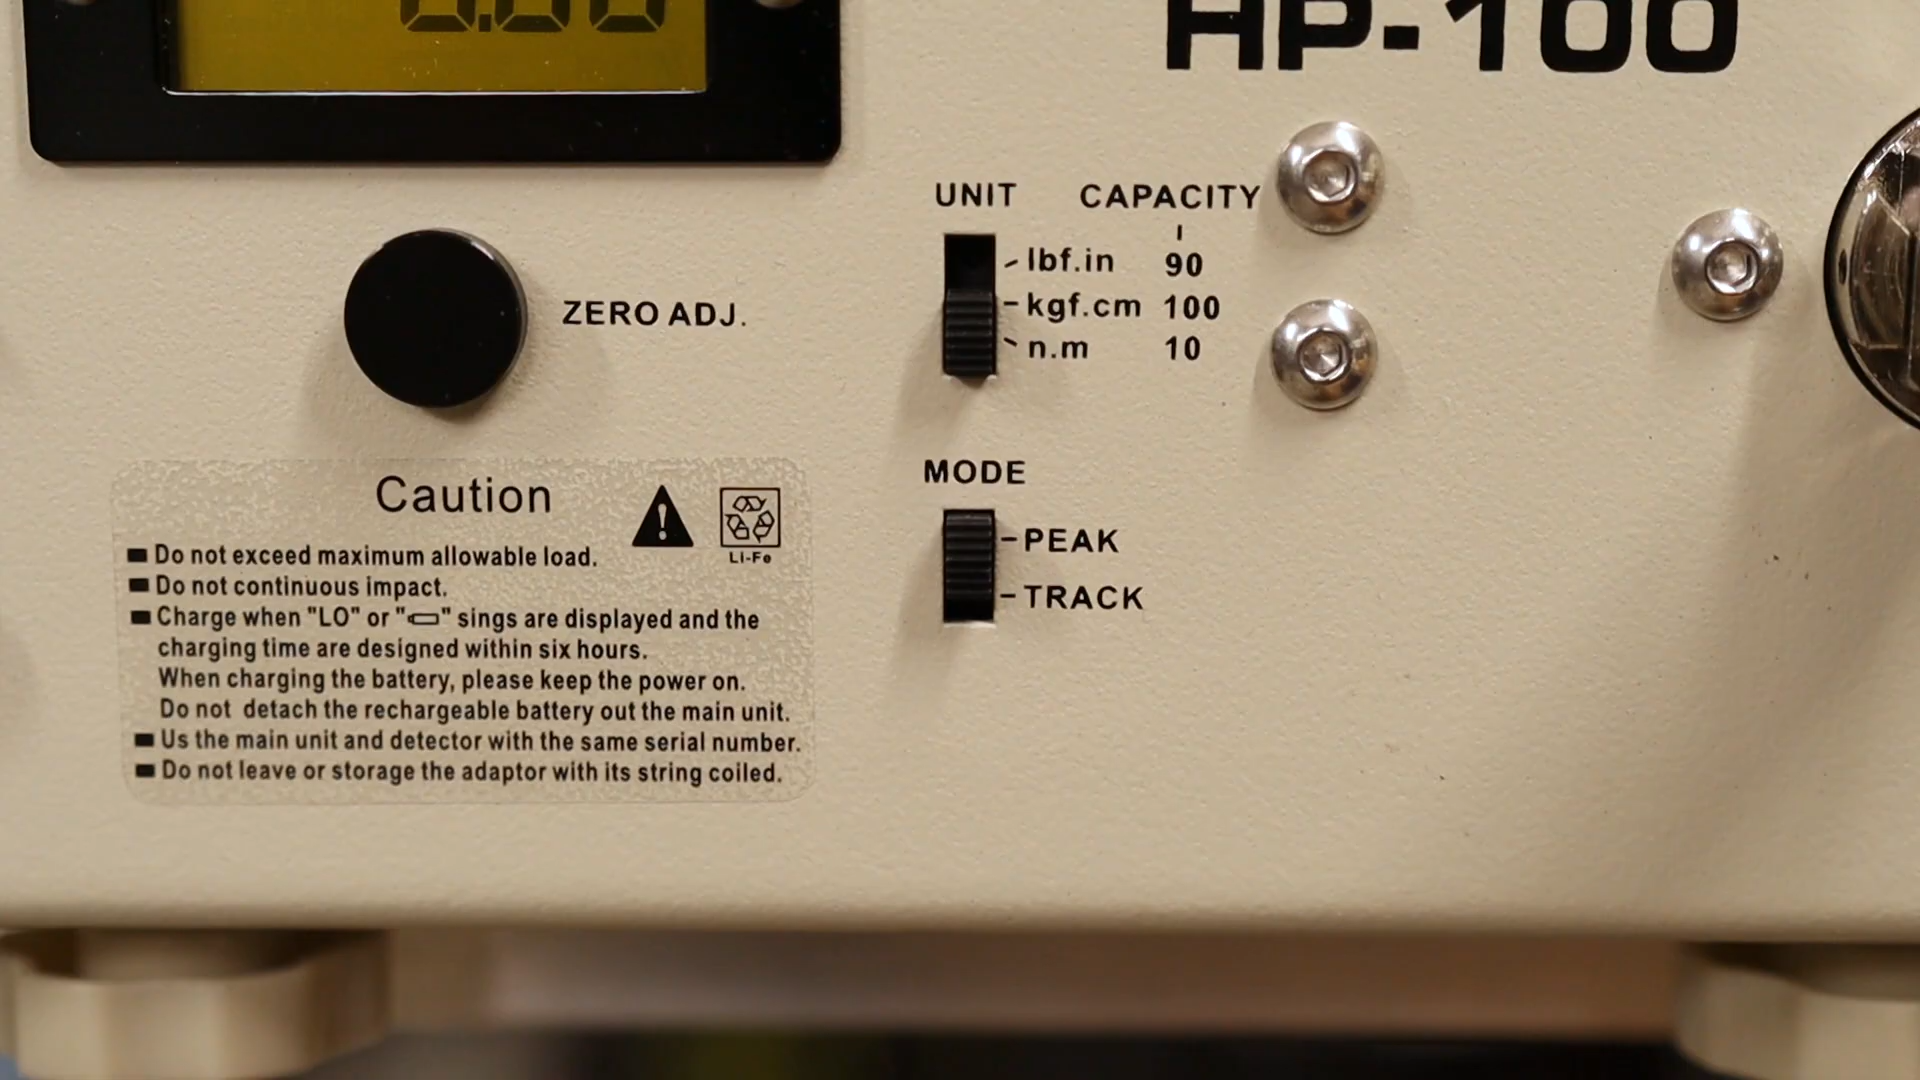 0.00
HP-100
UNIT CAPACITY
lbf.in 90
kgf.cm 100
n.m 10
ZERO ADJ.
MODE
PEAK
TRACK
Caution
Li-Fe
Do not exceed maximum allowable load.
Do not continuous impact.
Charge when "LO" or " " sings are displayed and the
charging time are designed within six hours.
When charging the battery, please keep the power on.
Do not detach the rechargeable battery out the main unit.
Us the main unit and detector with the same serial number.
Do not leave or storage the adaptor with its string coiled.